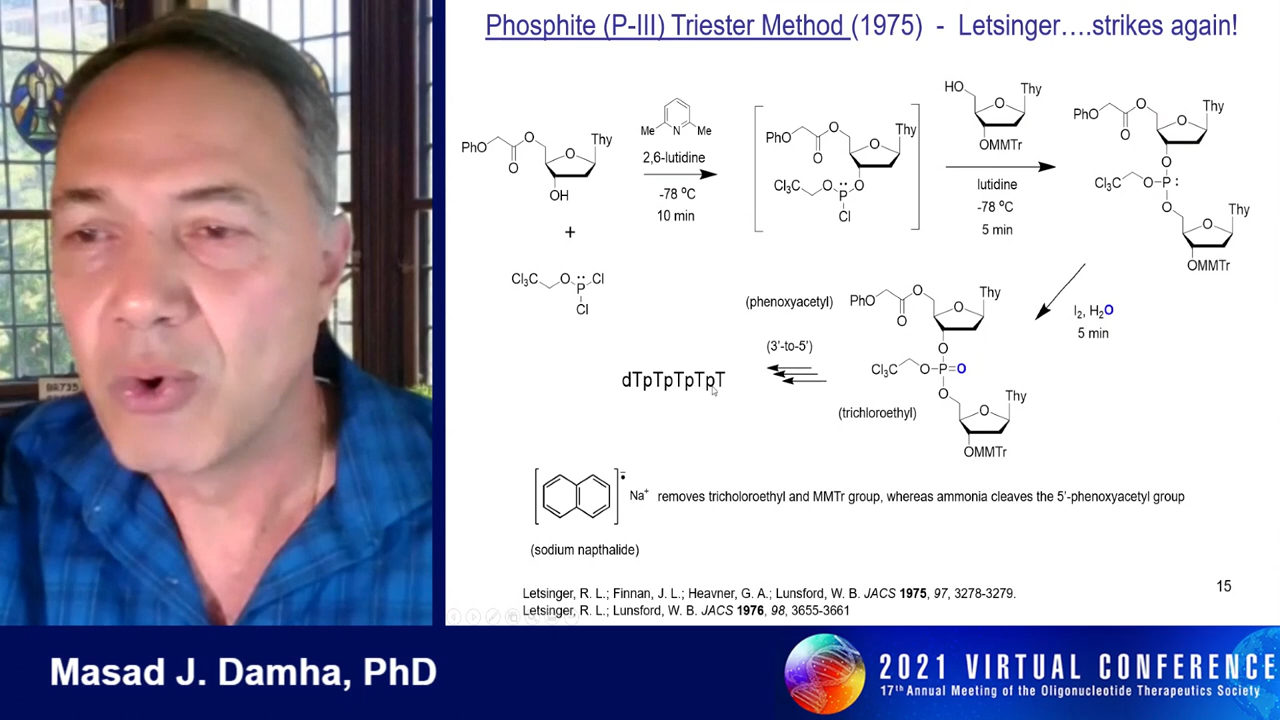 Phosphite (P-III) Triester Method (1975) - Letsinger….strikes again!
PhO
O
O
O
Thy
OH
+
Cl3C
O
P
Cl
Cl
Me
N
Me
2,6-lutidine
-78 ºC
10 min
PhO
O
O
O
Thy
Cl3C
O
P
O
Cl
HO
O
Thy
OMMTr
lutidine
-78 ºC
5 min
PhO
O
O
O
Thy
O
Cl3C
O
P
O
O
Thy
OMMTr
I2, H2O
5 min
(phenoxyacetyl)
PhO
O
O
O
Thy
O
Cl3C
O
P=O
O
O
Thy
OMMTr
(3'-to-5')
(trichloroethyl)
dTpTpTpTpT
Na+ removes tricholoroethyl and MMTr group, whereas ammonia cleaves the 5'-phenoxyacetyl group
(sodium napthalide)
Letsinger, R. L.; Finnan, J. L.; Heavner, G. A.; Lunsford, W. B. JACS 1975, 97, 3278-3279.
Letsinger, R. L.; Lunsford, W. B. JACS 1976, 98, 3655-3661
15
Masad J. Damha, PhD
2021 VIRTUAL CONFERENCE
17th Annual Meeting of the Oligonucleotide Therapeutics Society